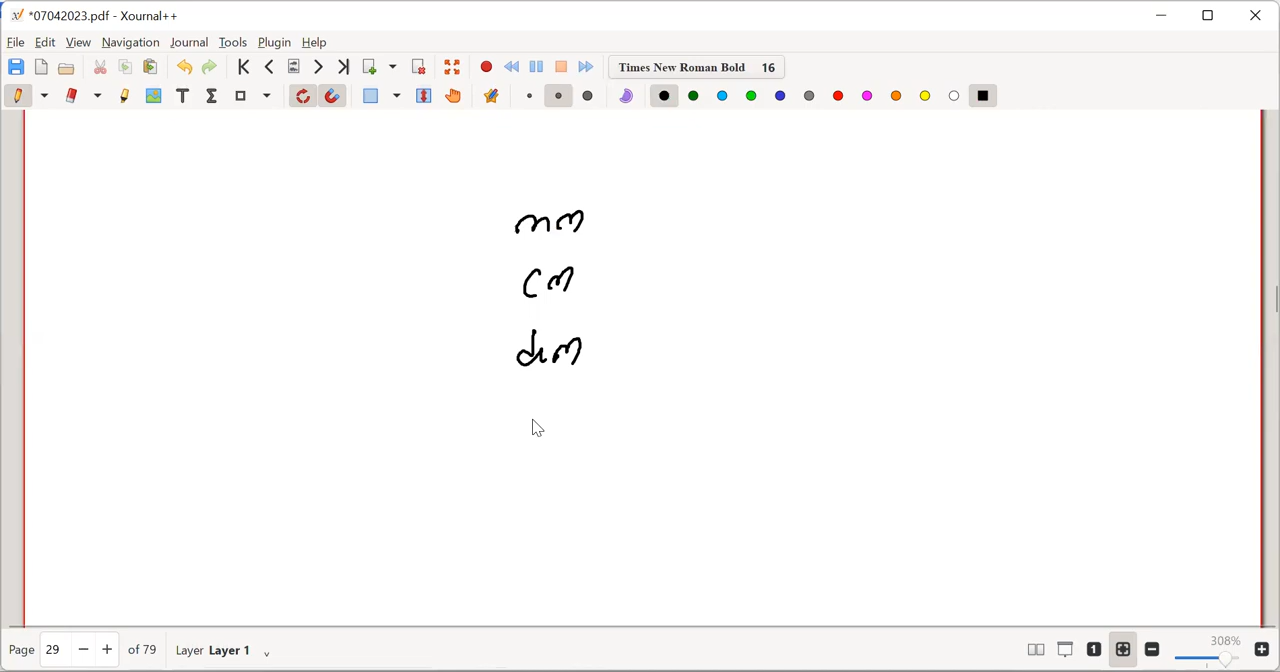 *07042023.pdf - Xournal++
File Edit View Navigation Journal Tools Plugin Help
Times New Roman Bold 16
mm
cm
dm
Page 29 of 79 Layer Layer 1 308%